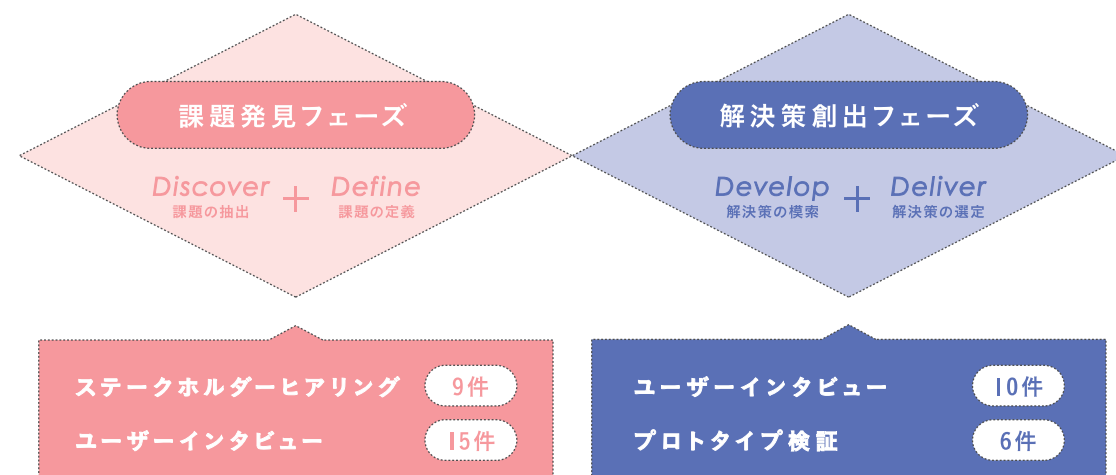 課題発見フェーズ
Discover + Define
課題の抽出 課題の定義
ステークホルダーヒアリング 9件
ユーザーインタビュー 15件
解決策創出フェーズ
Develop + Deliver
解決策の模索 解決策の選定
ユーザーインタビュー 10件
プロトタイプ検証 6件